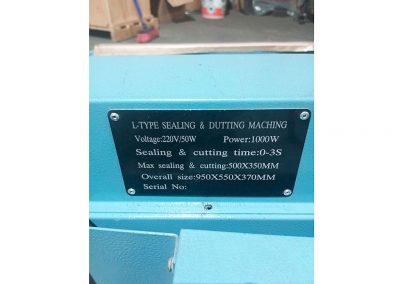 L-TYPE SEALING & DUTTING MACHING
Voltage:220V/50W Power:1000W
Sealing & cutting time:0-3S
Max sealing & cutting:500X350MM
Overall size:950X550X370MM
Serial No: